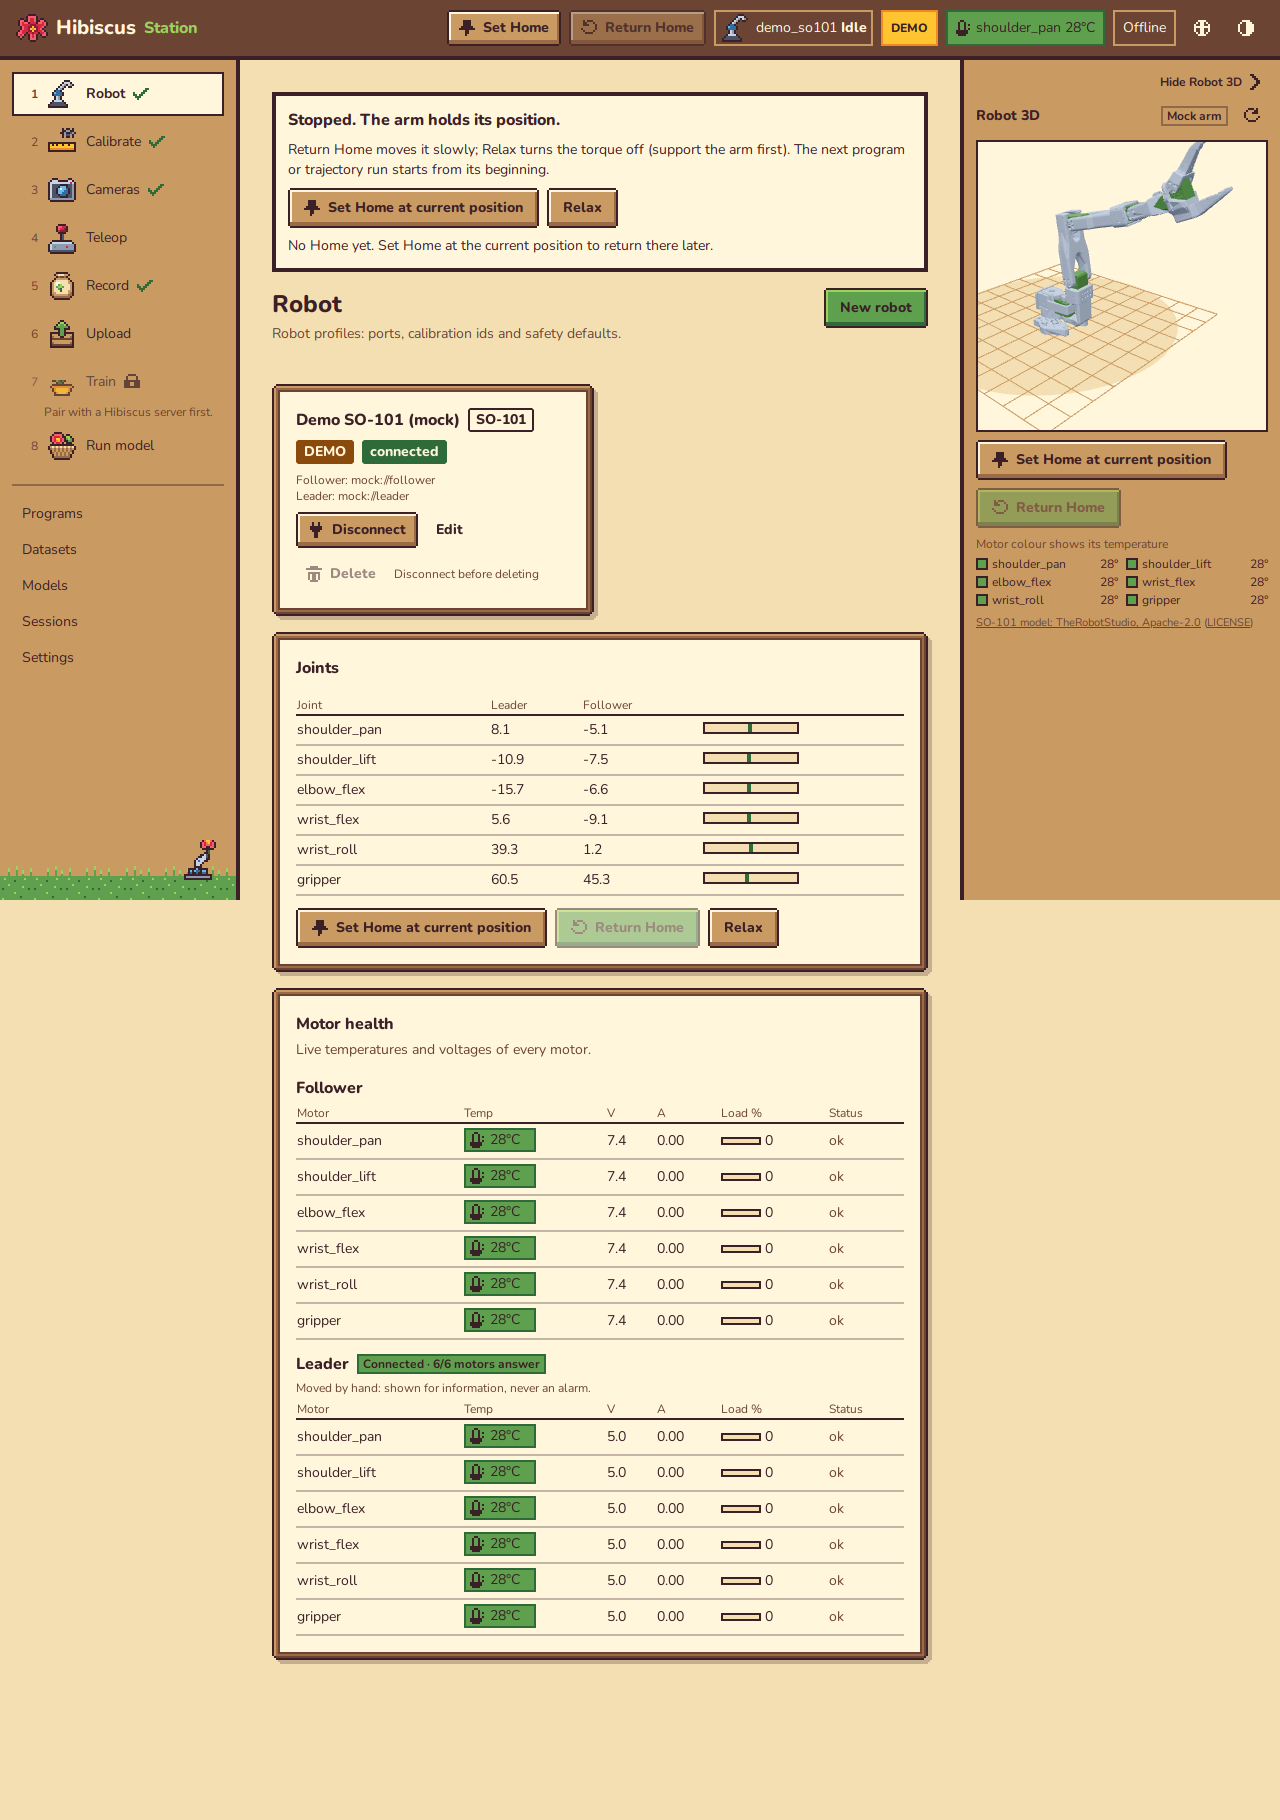 Hibiscus Station
Set Home
Return Home
demo_so101 Idle
DEMO
shoulder_pan 28°C
Offline
1 Robot
2 Calibrate
3 Cameras
4 Teleop
5 Record
6 Upload
7 Train
Pair with a Hibiscus server first.
8 Run model
Programs
Datasets
Models
Sessions
Settings
Stopped. The arm holds its position.
Return Home moves it slowly; Relax turns the torque off (support the arm first). The next program
or trajectory run starts from its beginning.
Set Home at current position
Relax
No Home yet. Set Home at the current position to return there later.
Robot
New robot
Robot profiles: ports, calibration ids and safety defaults.
Demo SO-101 (mock) SO-101
DEMO connected
Follower: mock://follower
Leader: mock://leader
Disconnect Edit
Delete Disconnect before deleting
Joints
Joint Leader Follower
shoulder_pan 8.1 -5.1
shoulder_lift -10.9 -7.5
elbow_flex -15.7 -6.6
wrist_flex 5.6 -9.1
wrist_roll 39.3 1.2
gripper 60.5 45.3
Set Home at current position Return Home Relax
Motor health
Live temperatures and voltages of every motor.
Follower
Motor Temp V A Load % Status
shoulder_pan 28°C 7.4 0.00 0 ok
shoulder_lift 28°C 7.4 0.00 0 ok
elbow_flex 28°C 7.4 0.00 0 ok
wrist_flex 28°C 7.4 0.00 0 ok
wrist_roll 28°C 7.4 0.00 0 ok
gripper 28°C 7.4 0.00 0 ok
Leader Connected · 6/6 motors answer
Moved by hand: shown for information, never an alarm.
Motor Temp V A Load % Status
shoulder_pan 28°C 5.0 0.00 0 ok
shoulder_lift 28°C 5.0 0.00 0 ok
elbow_flex 28°C 5.0 0.00 0 ok
wrist_flex 28°C 5.0 0.00 0 ok
wrist_roll 28°C 5.0 0.00 0 ok
gripper 28°C 5.0 0.00 0 ok
Hide Robot 3D
Robot 3D Mock arm
Set Home at current position
Return Home
Motor colour shows its temperature
shoulder_pan 28° shoulder_lift 28°
elbow_flex 28° wrist_flex 28°
wrist_roll 28° gripper 28°
SO-101 model: TheRobotStudio, Apache-2.0 (LICENSE)